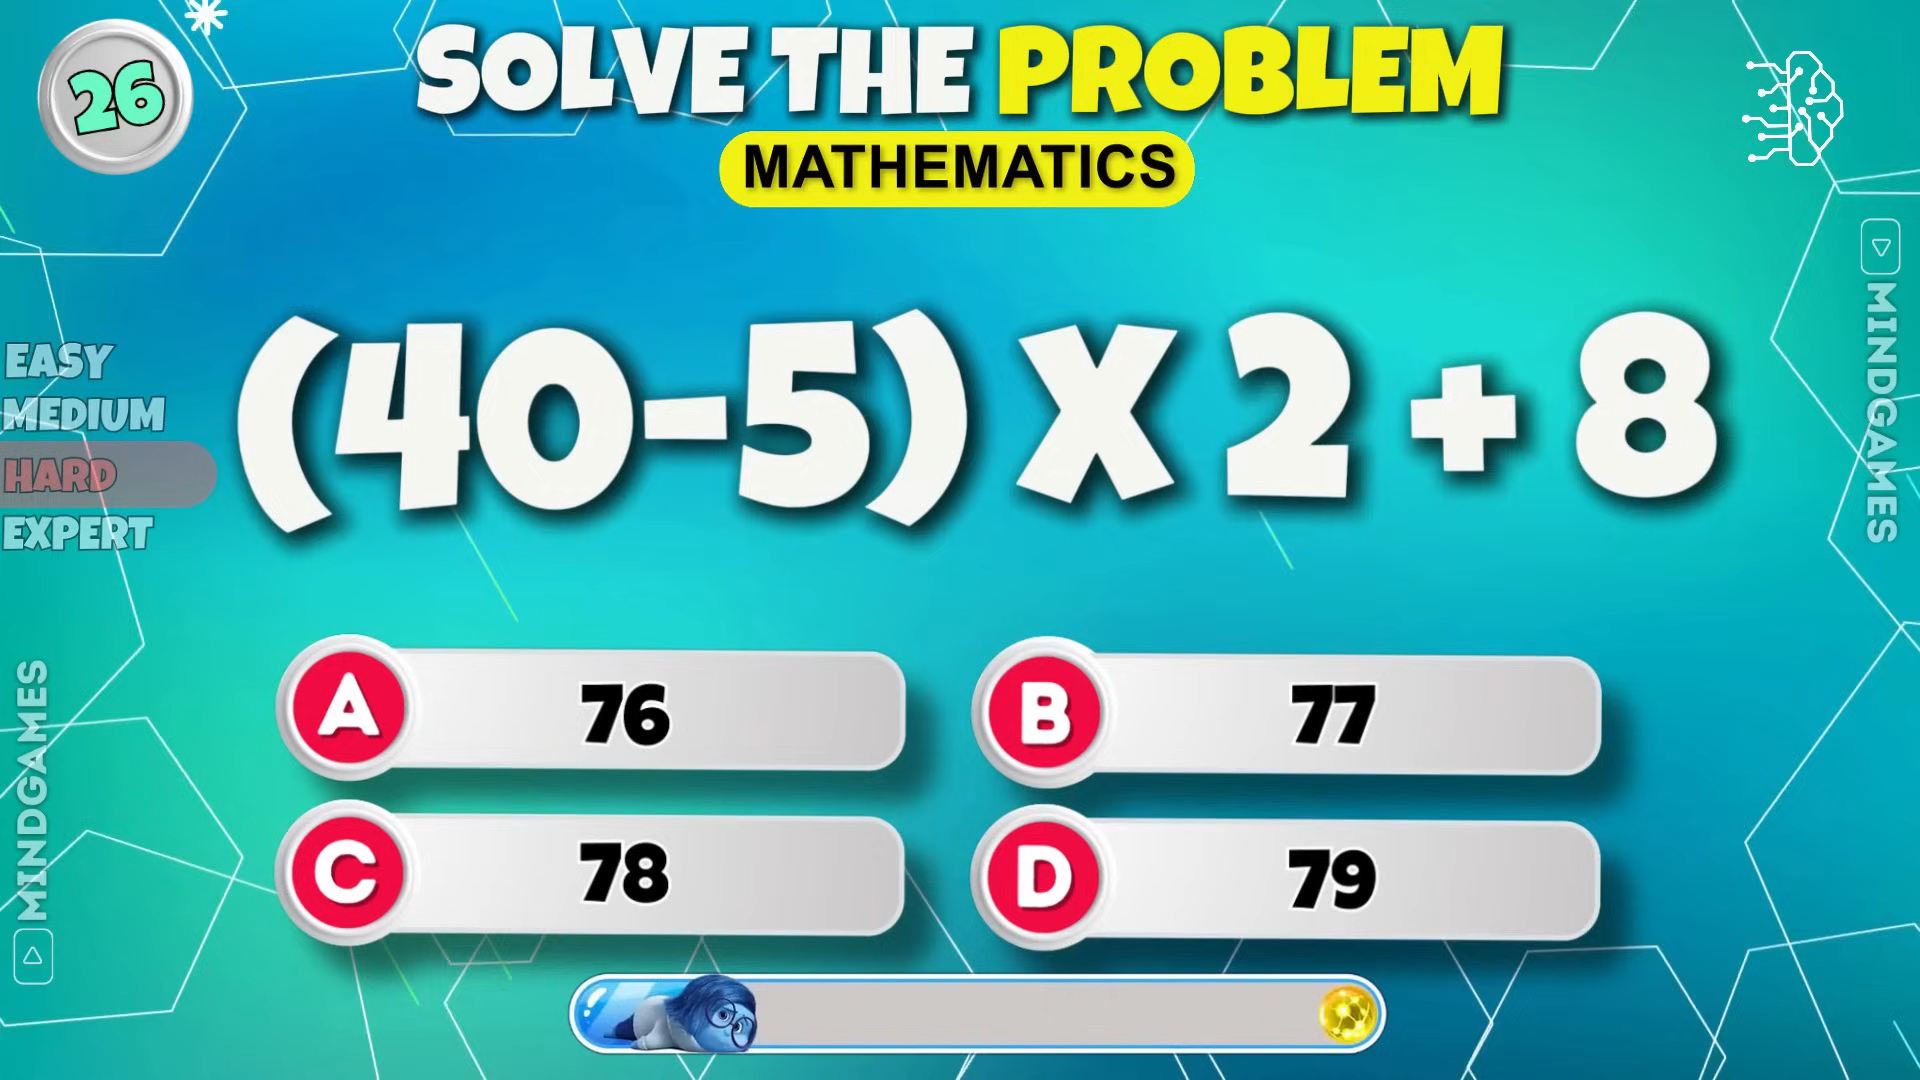 26
SOLVE THE PROBLEM
MATHEMATICS
(40-5) X 2 + 8
EASY
MEDIUM
HARD
EXPERT
A 76
B 77
C 78
D 79
MINDGAMES
MINDGAMES